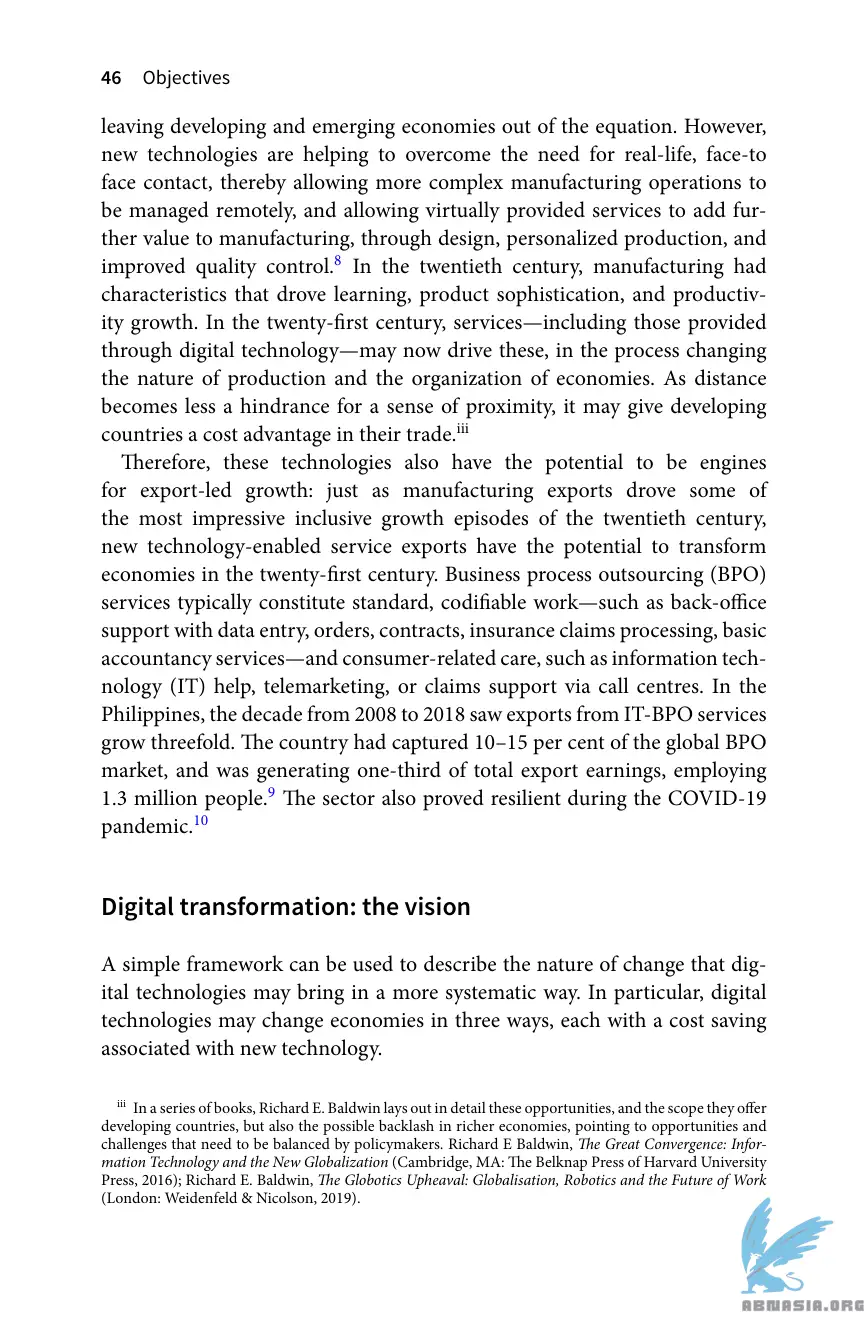 46 Objectives
leaving developing and emerging economies out of the equation. However,
new technologies are helping to overcome the need for real-life, face-to
face contact, thereby allowing more complex manufacturing operations to
be managed remotely, and allowing virtually provided services to add fur-
ther value to manufacturing, through design, personalized production, and
improved quality control.8 In the twentieth century, manufacturing had
characteristics that drove learning, product sophistication, and productiv-
ity growth. In the twenty-first century, services—including those provided
through digital technology—may now drive these, in the process changing
the nature of production and the organization of economies. As distance
becomes less a hindrance for a sense of proximity, it may give developing
countries a cost advantage in their trade.iii
Therefore, these technologies also have the potential to be engines
for export-led growth: just as manufacturing exports drove some of
the most impressive inclusive growth episodes of the twentieth century,
new technology-enabled service exports have the potential to transform
economies in the twenty-first century. Business process outsourcing (BPO)
services typically constitute standard, codifiable work—such as back-office
support with data entry, orders, contracts, insurance claims processing, basic
accountancy services—and consumer-related care, such as information tech-
nology (IT) help, telemarketing, or claims support via call centres. In the
Philippines, the decade from 2008 to 2018 saw exports from IT-BPO services
grow threefold. The country had captured 10–15 per cent of the global BPO
market, and was generating one-third of total export earnings, employing
1.3 million people.9 The sector also proved resilient during the COVID-19
pandemic.10
Digital transformation: the vision
A simple framework can be used to describe the nature of change that dig-
ital technologies may bring in a more systematic way. In particular, digital
technologies may change economies in three ways, each with a cost saving
associated with new technology.
iii In a series of books, Richard E. Baldwin lays out in detail these opportunities, and the scope they offer
developing countries, but also the possible backlash in richer economies, pointing to opportunities and
challenges that need to be balanced by policymakers. Richard E Baldwin, The Great Convergence: Infor-
mation Technology and the New Globalization (Cambridge, MA: The Belknap Press of Harvard University
Press, 2016); Richard E. Baldwin, The Globotics Upheaval: Globalisation, Robotics and the Future of Work
(London: Weidenfeld & Nicolson, 2019).
ABNASIA.ORG